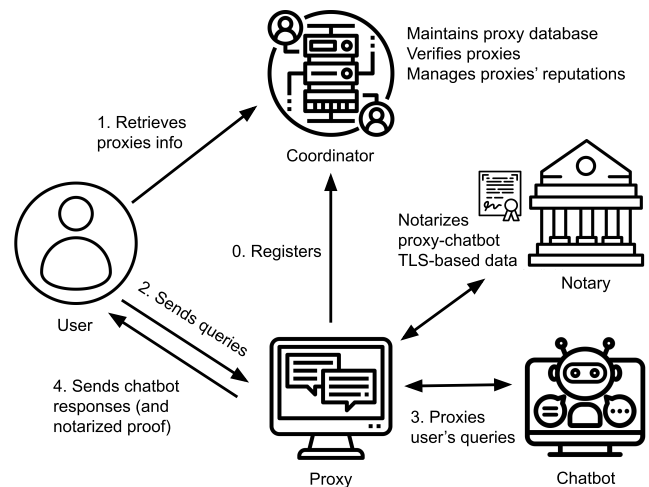 Maintains proxy database
Verifies proxies
Manages proxies' reputations
1. Retrieves
proxies info
Coordinator
Notarizes
proxy-chatbot
TLS-based data
0. Registers
Notary
User
2. Sends queries
4. Sends chatbot
responses (and
notarized proof)
3. Proxies
user's queries
Proxy
Chatbot